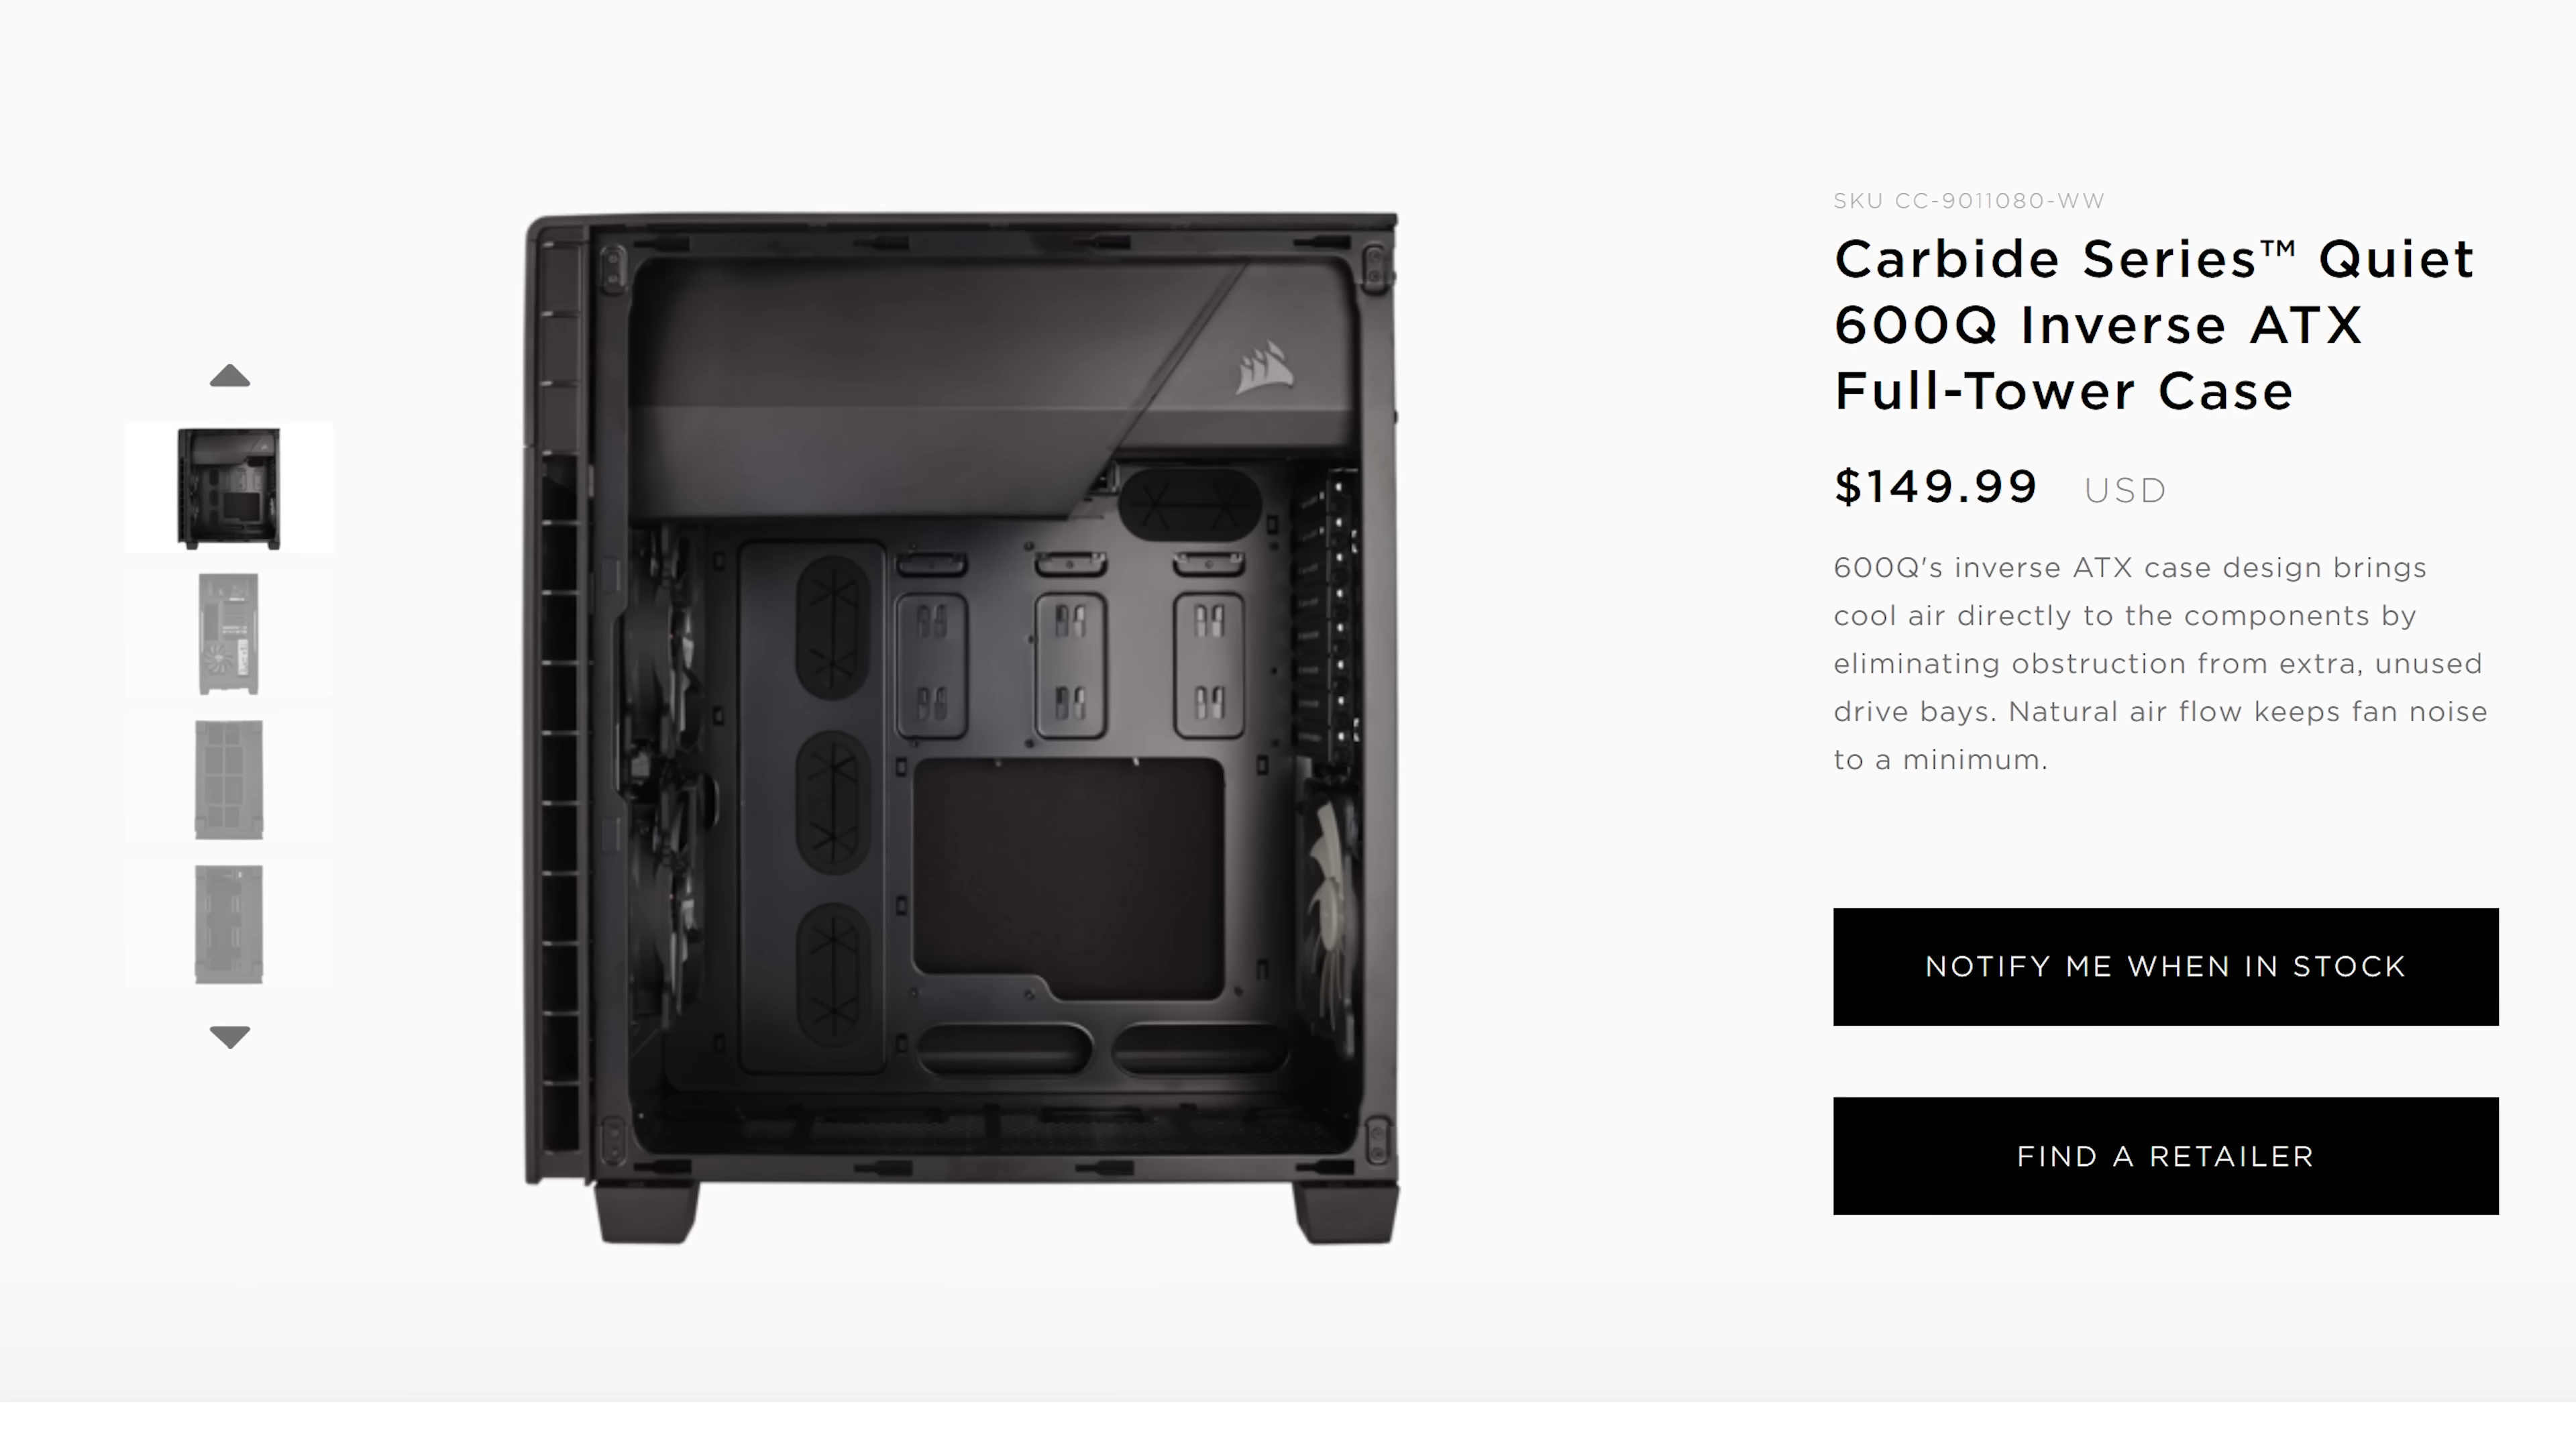 SKU CC-9011080-WW
Carbide Series™ Quiet
600Q Inverse ATX
Full-Tower Case
$149.99 USD
600Q's inverse ATX case design brings
cool air directly to the components by
eliminating obstruction from extra, unused
drive bays. Natural air flow keeps fan noise
to a minimum.
NOTIFY ME WHEN IN STOCK
FIND A RETAILER